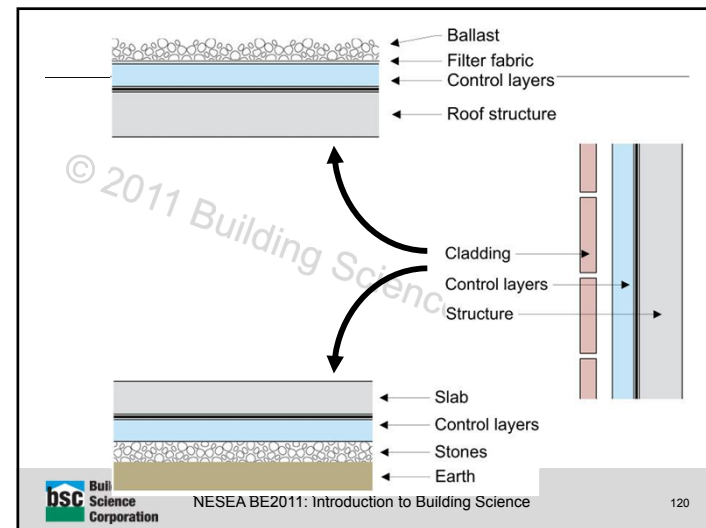 Ballast
Filter fabric
Control layers
Roof structure
© 2011 Building
Cladding
Control layers
Structure
Slab
Control layers
Stones
Earth
bsc
Science
Corporation
NESEA BE2011: Introduction to Building Science
120